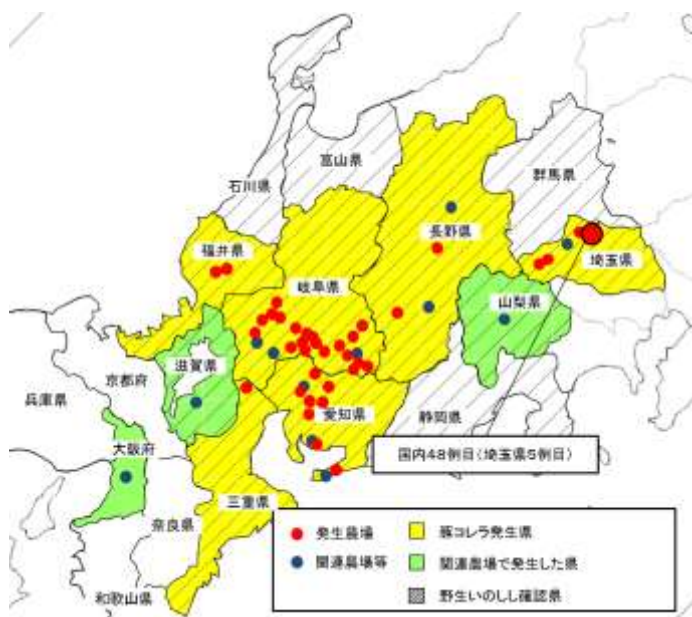 富山県
石川県
群馬県
長野県
福井県
埼玉県
岐阜県
山梨県
滋賀県
京都府
兵庫県
静岡県
愛知県
大阪府
国内48例目(埼玉県5例目)
三重県
奈良県
和歌山県
発生農場
豚コレラ発生県
関連農場等
関連農場で発生した県
野生いのしし確認県